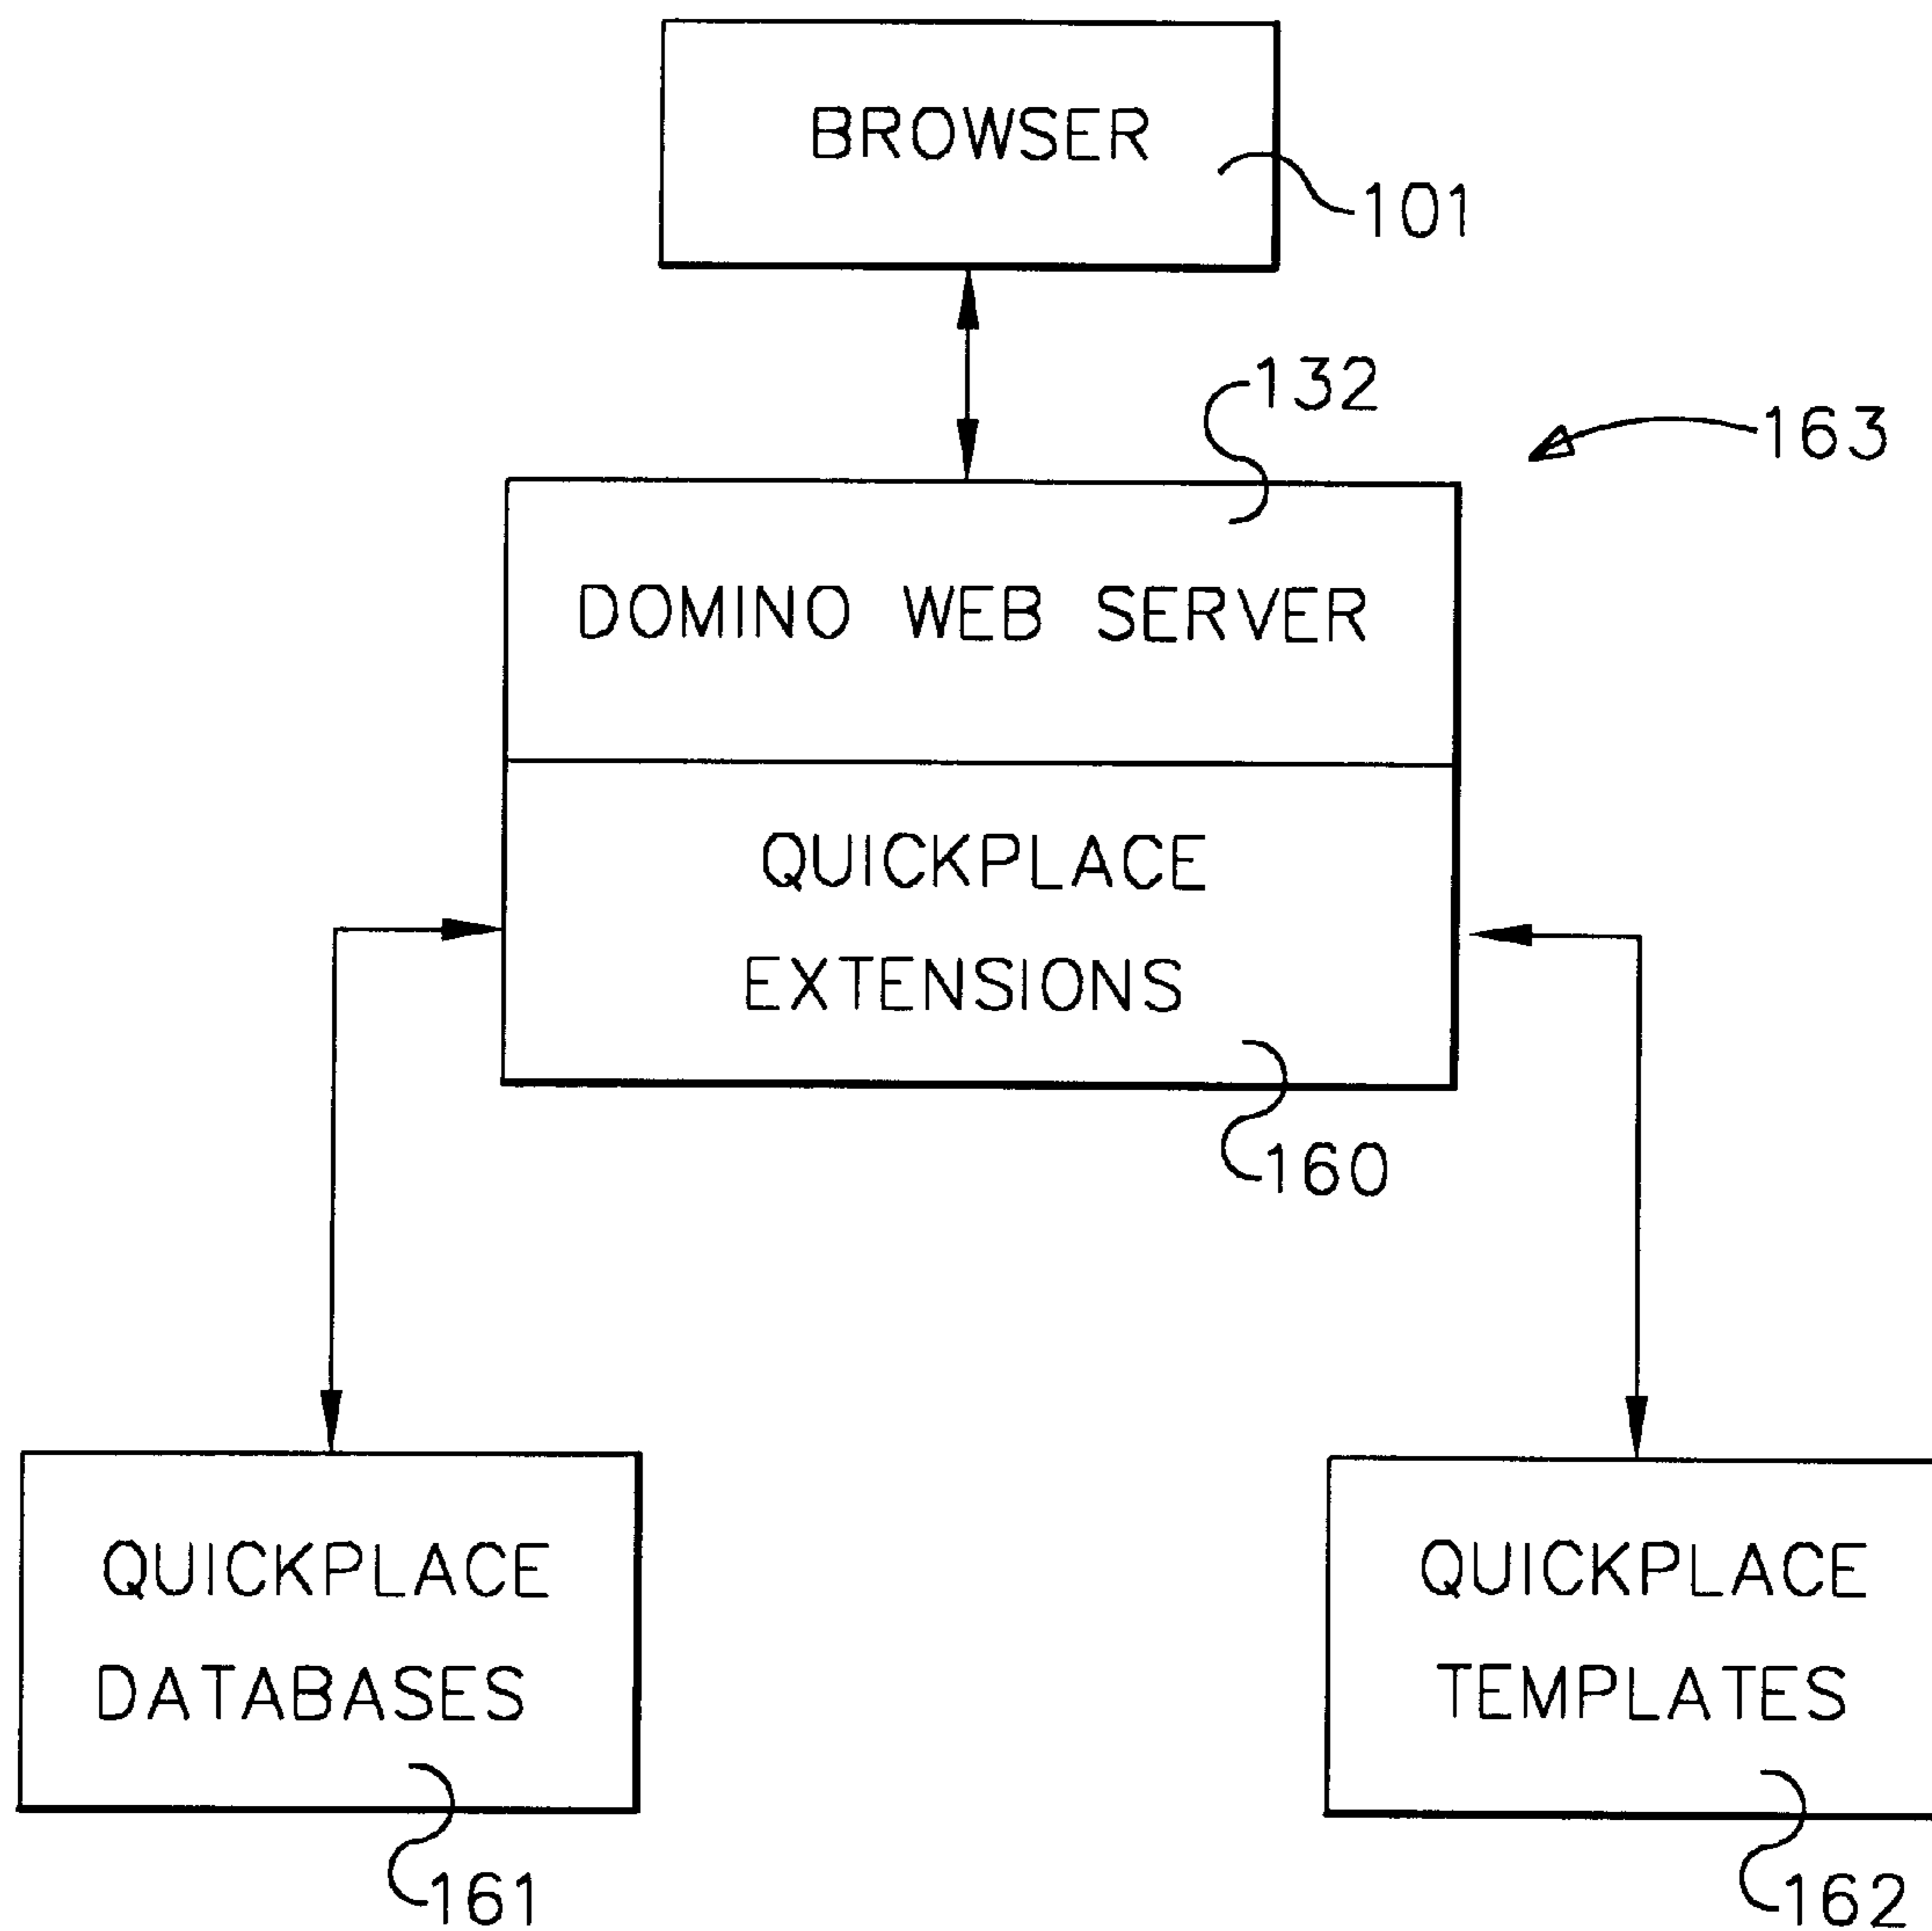 BROWSER
101
132
163
DOMINO WEB SERVER
QUICKPLACE
EXTENSIONS
160
QUICKPLACE
DATABASES
161
QUICKPLACE
TEMPLATES
162